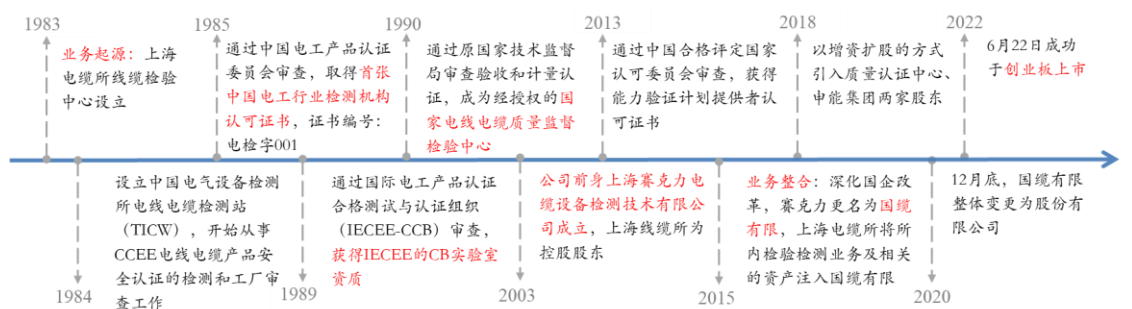 1983
业务起源：上海
电缆所线缆检验
中心设立
1985
通过中国电工产品认证
委员会审查，取得首张
中国电工行业检测机构
认可证书，证书编号：
电检字001
1990
通过原国家技术监督
局审查验收和计量认
证，成为经授权的国
家电线电缆质量监督
检验中心
2013
通过中国合格评定国家
认可委员会审查，获得
能力验证计划提供者认
可证书
2018
以增资扩股的方式
引入质量认证中心、
申能集团两家股东
2022
6月22日成功
于创业板上市
设立中国电气设备检测
所电线电缆检测站
（TICW），开始从事
CCEE电线电缆产品安
全认证的检测和工厂审
查工作
1984
通过国际电工产品认证
合格测试与认证组织
（IECEE-CCB）审查，
获得IECEE的CB实验室
资质
1989
公司前身上海赛克力电
缆设备检测技术有限公
司成立，上海线缆所为
控股股东
2003
业务整合：深化国企改
革，赛克力更名为国缆
有限，上海电缆所将所
内检验检测业务及相关
的资产注入国缆有限
2015
12月底，国缆有限
整体变更为股份有
限公司
2020